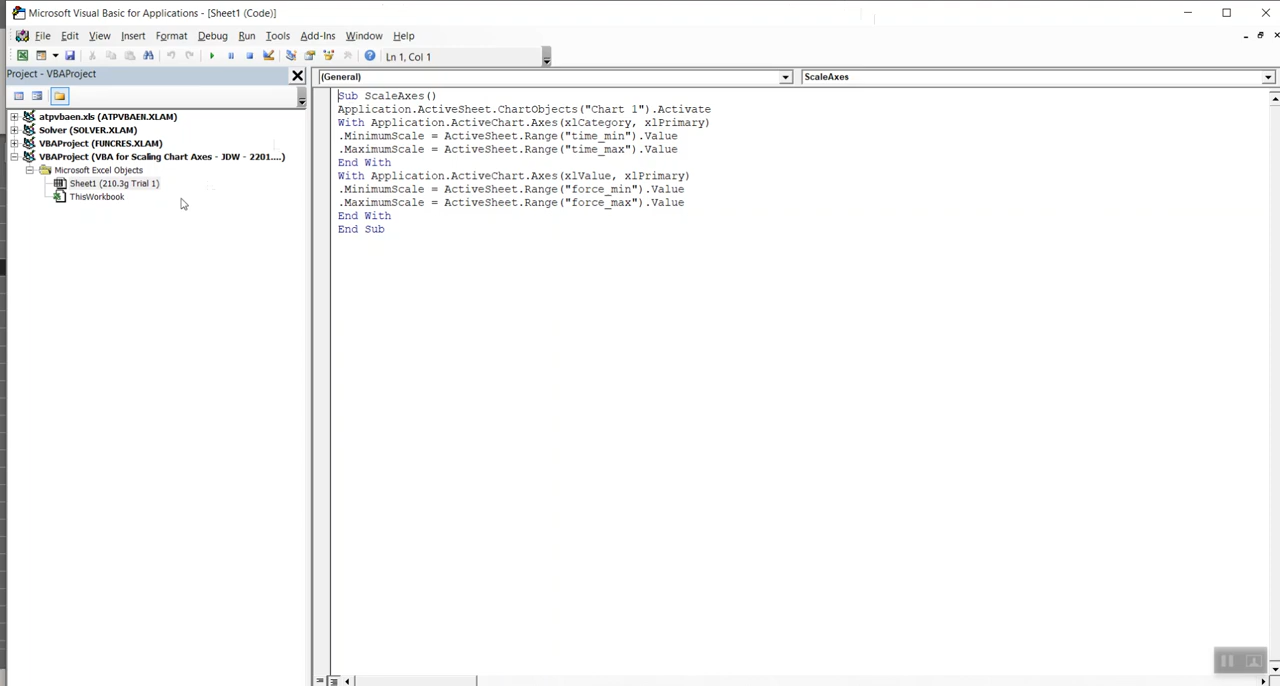 Microsoft Visual Basic for Applications - [Sheet1 (Code)]
File Edit View Insert Format Debug Run Tools Add-Ins Window Help
Ln 1, Col 1
Project - VBAProject
(General)
ScaleAxes
atpvbaen.xls (ATPVBAEN.XLAM)
Solver (SOLVER.XLAM)
VBAProject (FUNCRES.XLAM)
VBAProject (VBA for Scaling Chart Axes - JDW - 2201....)
Microsoft Excel Objects
Sheet1 (210.3g Trial 1)
ThisWorkbook
Sub ScaleAxes()
Application.ActiveSheet.ChartObjects("Chart 1").Activate
With Application.ActiveChart.Axes(xlCategory, xlPrimary)
.MinimumScale = ActiveSheet.Range("time_min").Value
.MaximumScale = ActiveSheet.Range("time_max").Value
End With
With Application.ActiveChart.Axes(xlValue, xlPrimary)
.MinimumScale = ActiveSheet.Range("force_min").Value
.MaximumScale = ActiveSheet.Range("force_max").Value
End With
End Sub